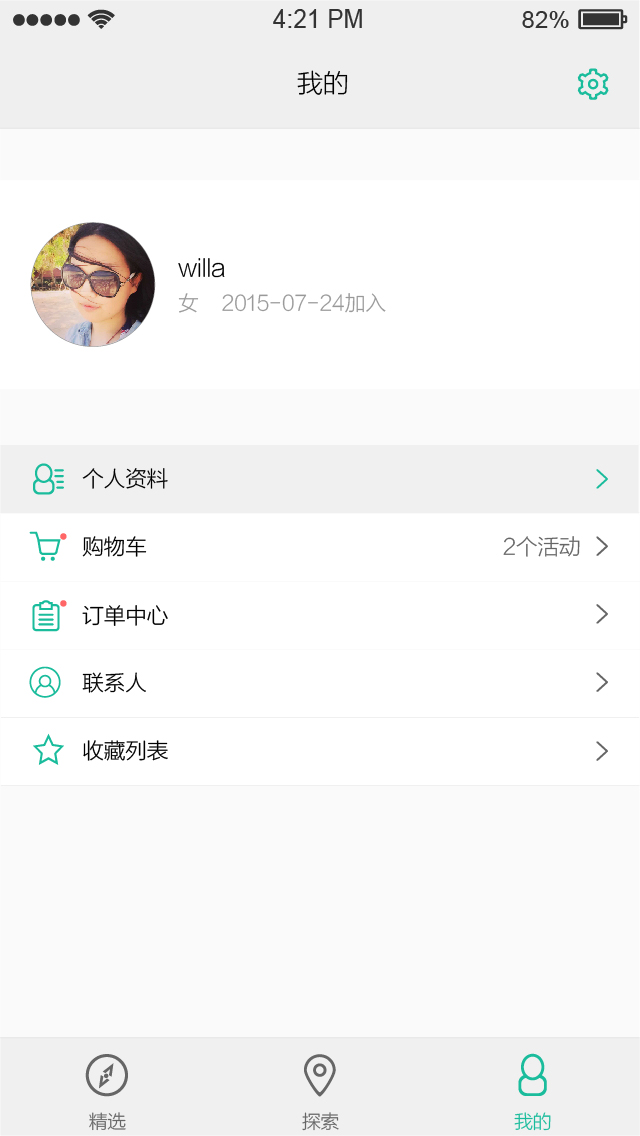 4:21 PM 82%
我的
willa
女 2015-07-24加入
个人资料
购物车 2个活动
订单中心
联系人
收藏列表
精选 探索 我的